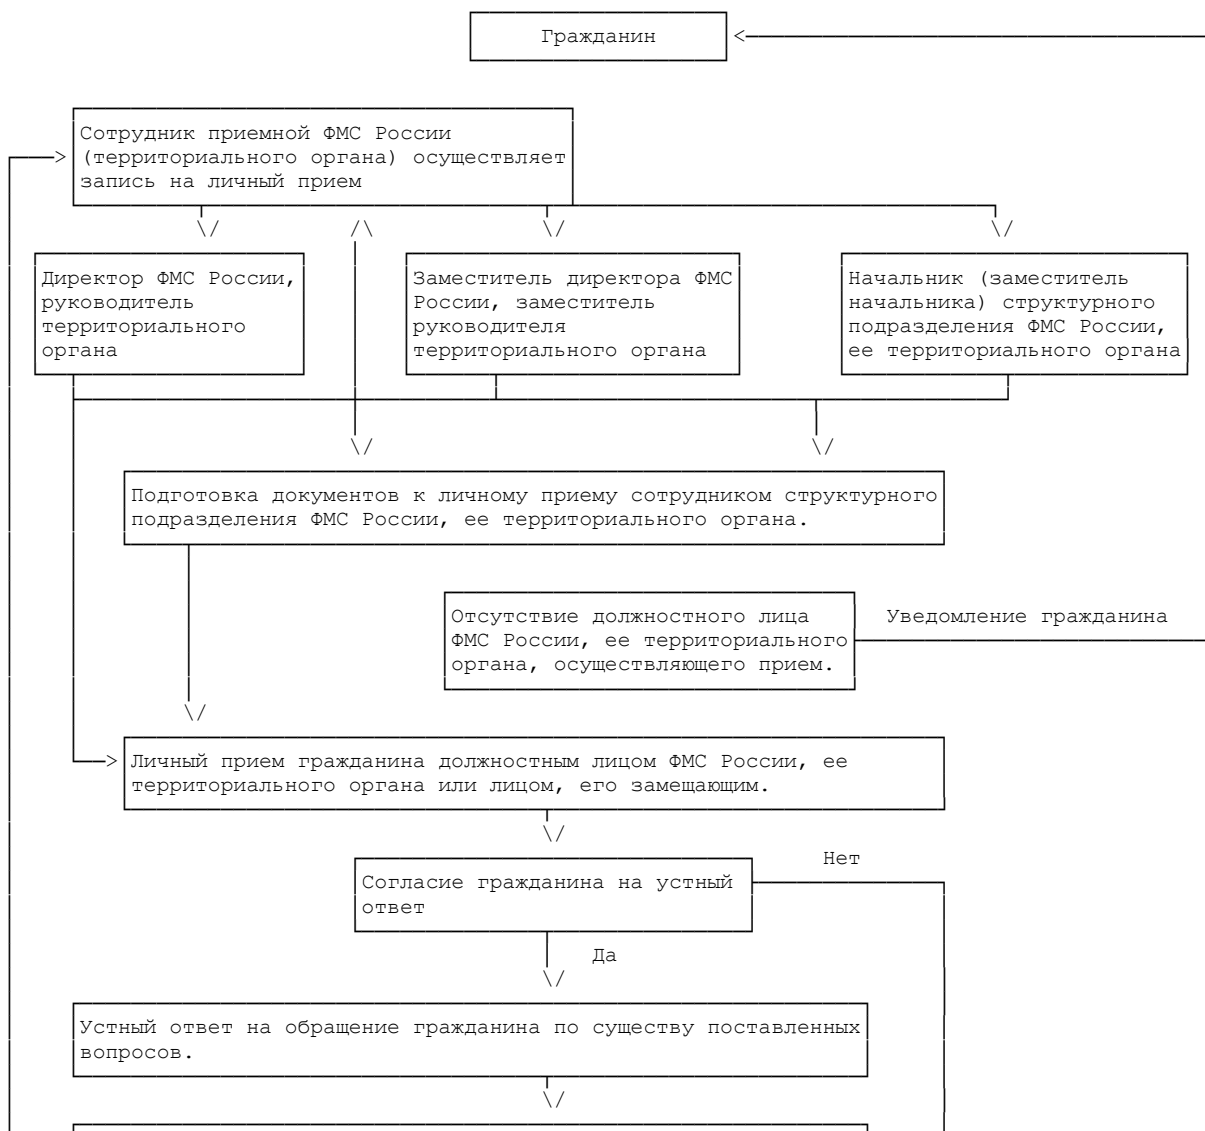 Гражданин
Сотрудник приемной ФМС России
(территориального органа) осуществляет
запись на личный прием
Директор ФМС России,
руководитель
территориального
органа
Заместитель директора ФМС
России, заместитель
руководителя
территориального органа
Начальник (заместитель
начальника) структурного
подразделения ФМС России,
ее территориального органа
Подготовка документов к личному приему сотрудником структурного
подразделения ФМС России, ее территориального органа.
Отсутствие должностного лица
ФМС России, ее территориального
органа, осуществляющего прием.
Уведомление гражданина
Личный прием гражданина должностным лицом ФМС России, ее
территориального органа или лицом, его замещающим.
Нет
Согласие гражданина на устный
ответ
Да
Устный ответ на обращение гражданина по существу поставленных
вопросов.